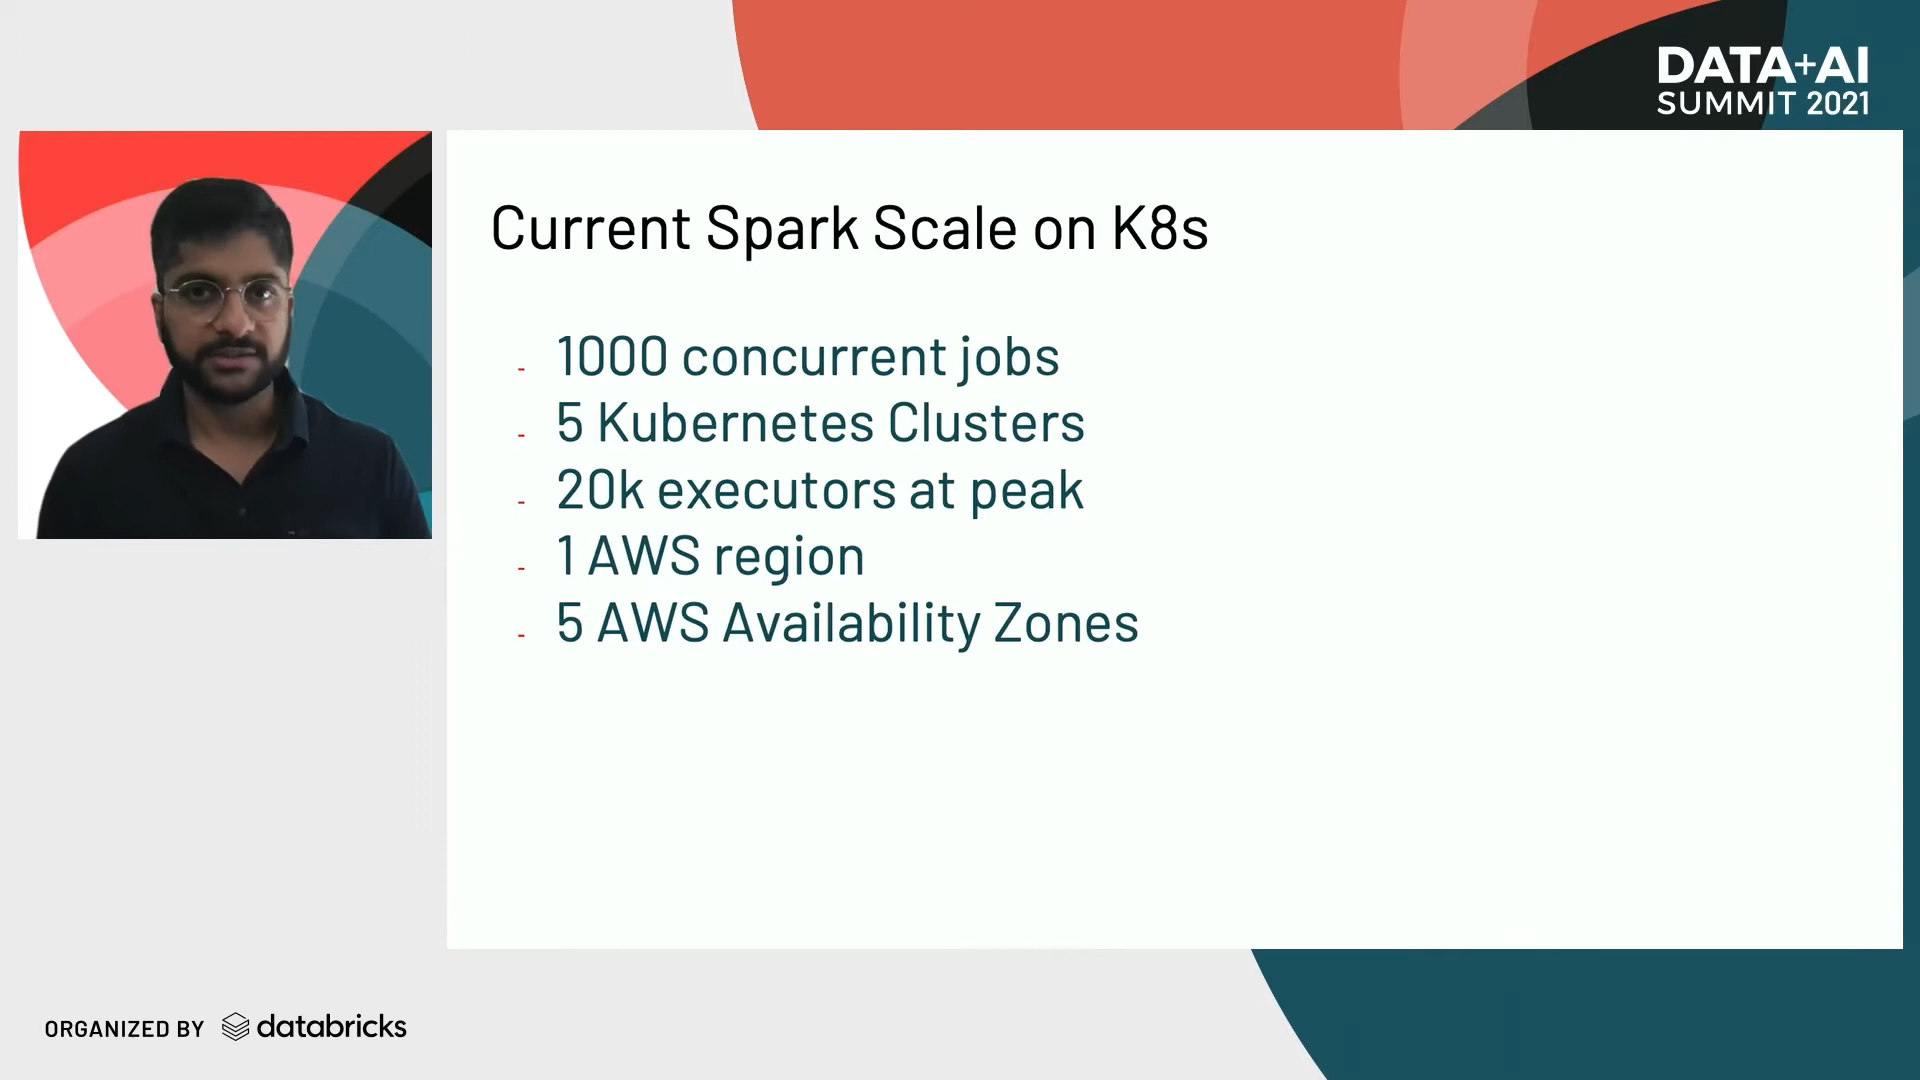 DATA+AI
SUMMIT 2021
Current Spark Scale on K8s
- 1000 concurrent jobs
- 5 Kubernetes Clusters
- 20k executors at peak
- 1 AWS region
- 5 AWS Availability Zones
ORGANIZED BY databricks